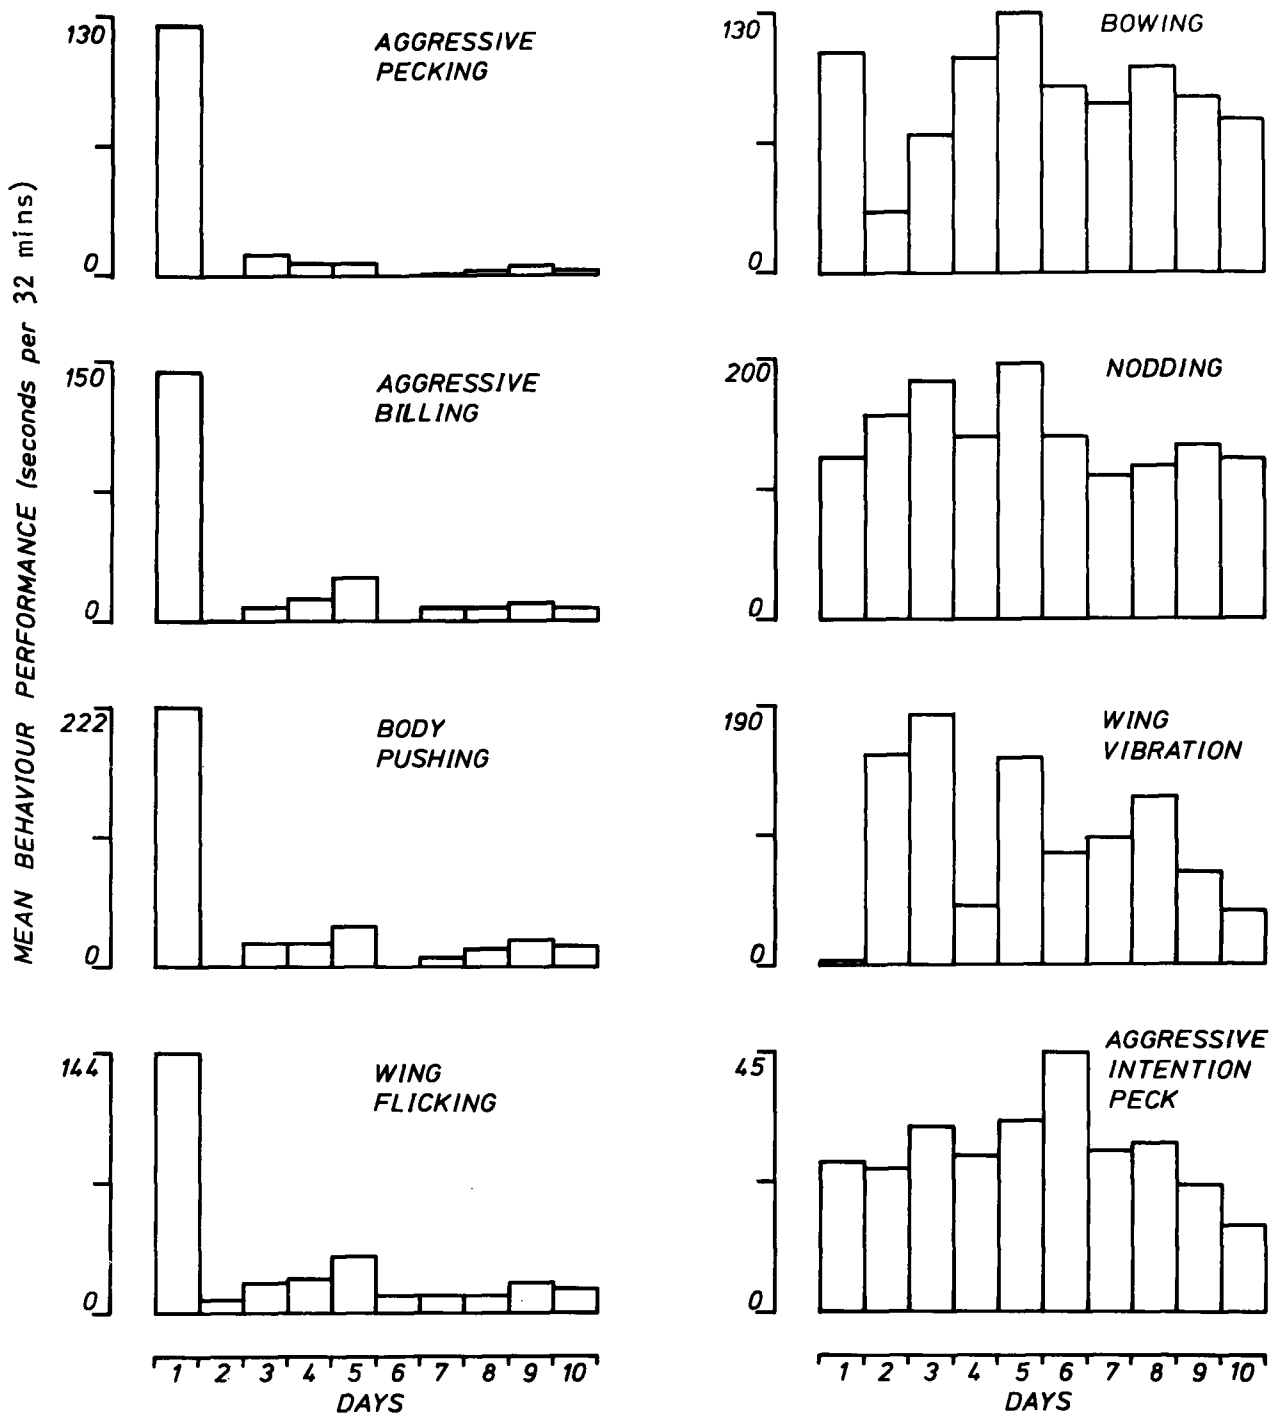 MEAN BEHAVIOUR PERFORMANCE (seconds per 32 mins)
130
0
AGGRESSIVE
PECKING
150
0
AGGRESSIVE
BILLING
222
0
BODY
PUSHING
144
0
WING
FLICKING
1 2 3 4 5 6 7 8 9 10
DAYS
130
0
BOWING
200
0
NODDING
190
0
WING
VIBRATION
45
0
AGGRESSIVE
INTENTION
PECK
1 2 3 4 5 6 7 8 9 10
DAYS